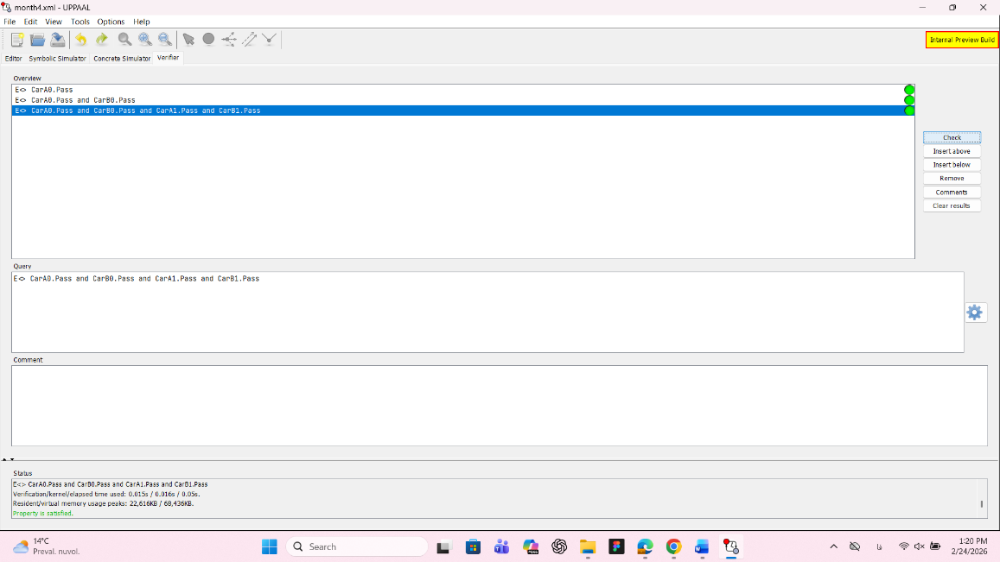 month4.xml - UPPAAL
File Edit View Tools Options Help
Internal Preview Build
Editor Symbolic Simulator Concrete Simulator Verifier
Overview
E<> CarA0.Pass
E<> CarA0.Pass and CarB0.Pass
E<> CarA0.Pass and CarB0.Pass and CarA1.Pass and CarB1.Pass
Check
Insert above
Insert below
Remove
Comments
Clear results
Query
E<> CarA0.Pass and CarB0.Pass and CarA1.Pass and CarB1.Pass
Comment
Status
E<> CarA0.Pass and CarB0.Pass and CarA1.Pass and CarB1.Pass
Verification/kernel/elapsed time used: 0.015s / 0.016s / 0.05s.
Resident/virtual memory usage peaks: 22,616KB / 68,436KB.
Property is satisfied.
14°C
Preval. nuvol.
Search
فا
1:20 PM
2/24/2026